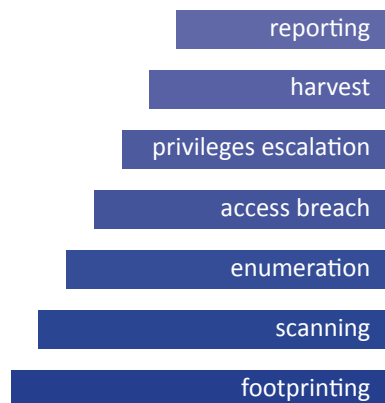 reporting
harvest
privileges escalation
access breach
enumeration
scanning
footprinting